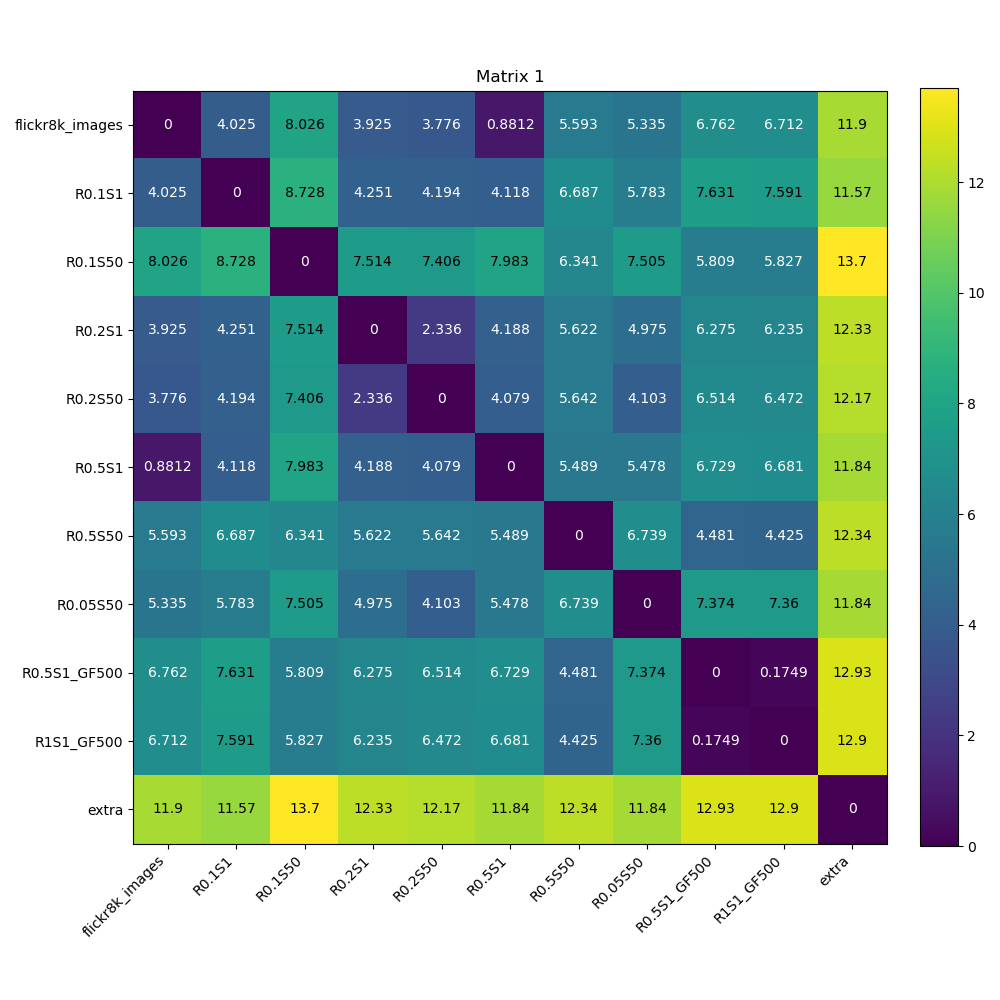 Matrix 1
flickr8k_images 0 4.025 8.026 3.925 3.776 0.8812 5.593 5.335 6.762 6.712 11.9
R0.1S1 4.025 0 8.728 4.251 4.194 4.118 6.687 5.783 7.631 7.591 11.57
12
R0.1S50 8.026 8.728 0 7.514 7.406 7.983 6.341 7.505 5.809 5.827 13.7
10
R0.2S1 3.925 4.251 7.514 0 2.336 4.188 5.622 4.975 6.275 6.235 12.33
R0.2S50 3.776 4.194 7.406 2.336 0 4.079 5.642 4.103 6.514 6.472 12.17
8
R0.5S1 0.8812 4.118 7.983 4.188 4.079 0 5.489 5.478 6.729 6.681 11.84
6
R0.5S50 5.593 6.687 6.341 5.622 5.642 5.489 0 6.739 4.481 4.425 12.34
R0.05S50 5.335 5.783 7.505 4.975 4.103 5.478 6.739 0 7.374 7.36 11.84
4
R0.5S1_GF500 6.762 7.631 5.809 6.275 6.514 6.729 4.481 7.374 0 0.1749 12.93
2
R1S1_GF500 6.712 7.591 5.827 6.235 6.472 6.681 4.425 7.36 0.1749 0 12.9
extra 11.9 11.57 13.7 12.33 12.17 11.84 12.34 11.84 12.93 12.9 0
0
flickr8k_images R0.1S1 R0.1S50 R0.2S1 R0.2S50 R0.5S1 R0.5S50 R0.05S50 R0.5S1_GF500 R1S1_GF500 extra